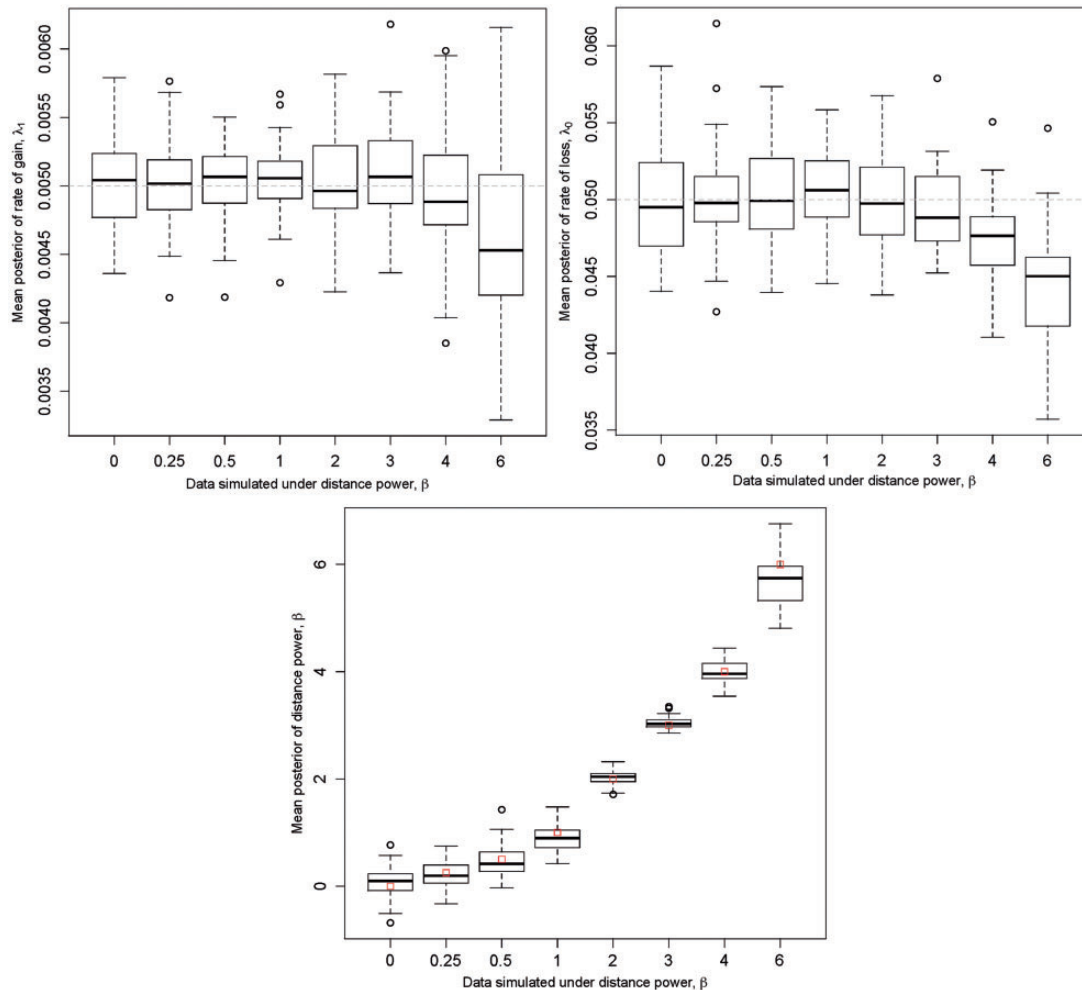 Mean posterior of rate of gain, λ₁
0.0060
0.0055
0.0050
0.0045
0.0040
0.0035
0 0.25 0.5 1 2 3 4 6
Data simulated under distance power, β
Mean posterior of rate of loss, λ₀
0.060
0.055
0.050
0.045
0.040
0.035
0 0.25 0.5 1 2 3 4 6
Data simulated under distance power, β
Mean posterior of distance power, β
6
4
2
0
0 0.25 0.5 1 2 3 4 6
Data simulated under distance power, β